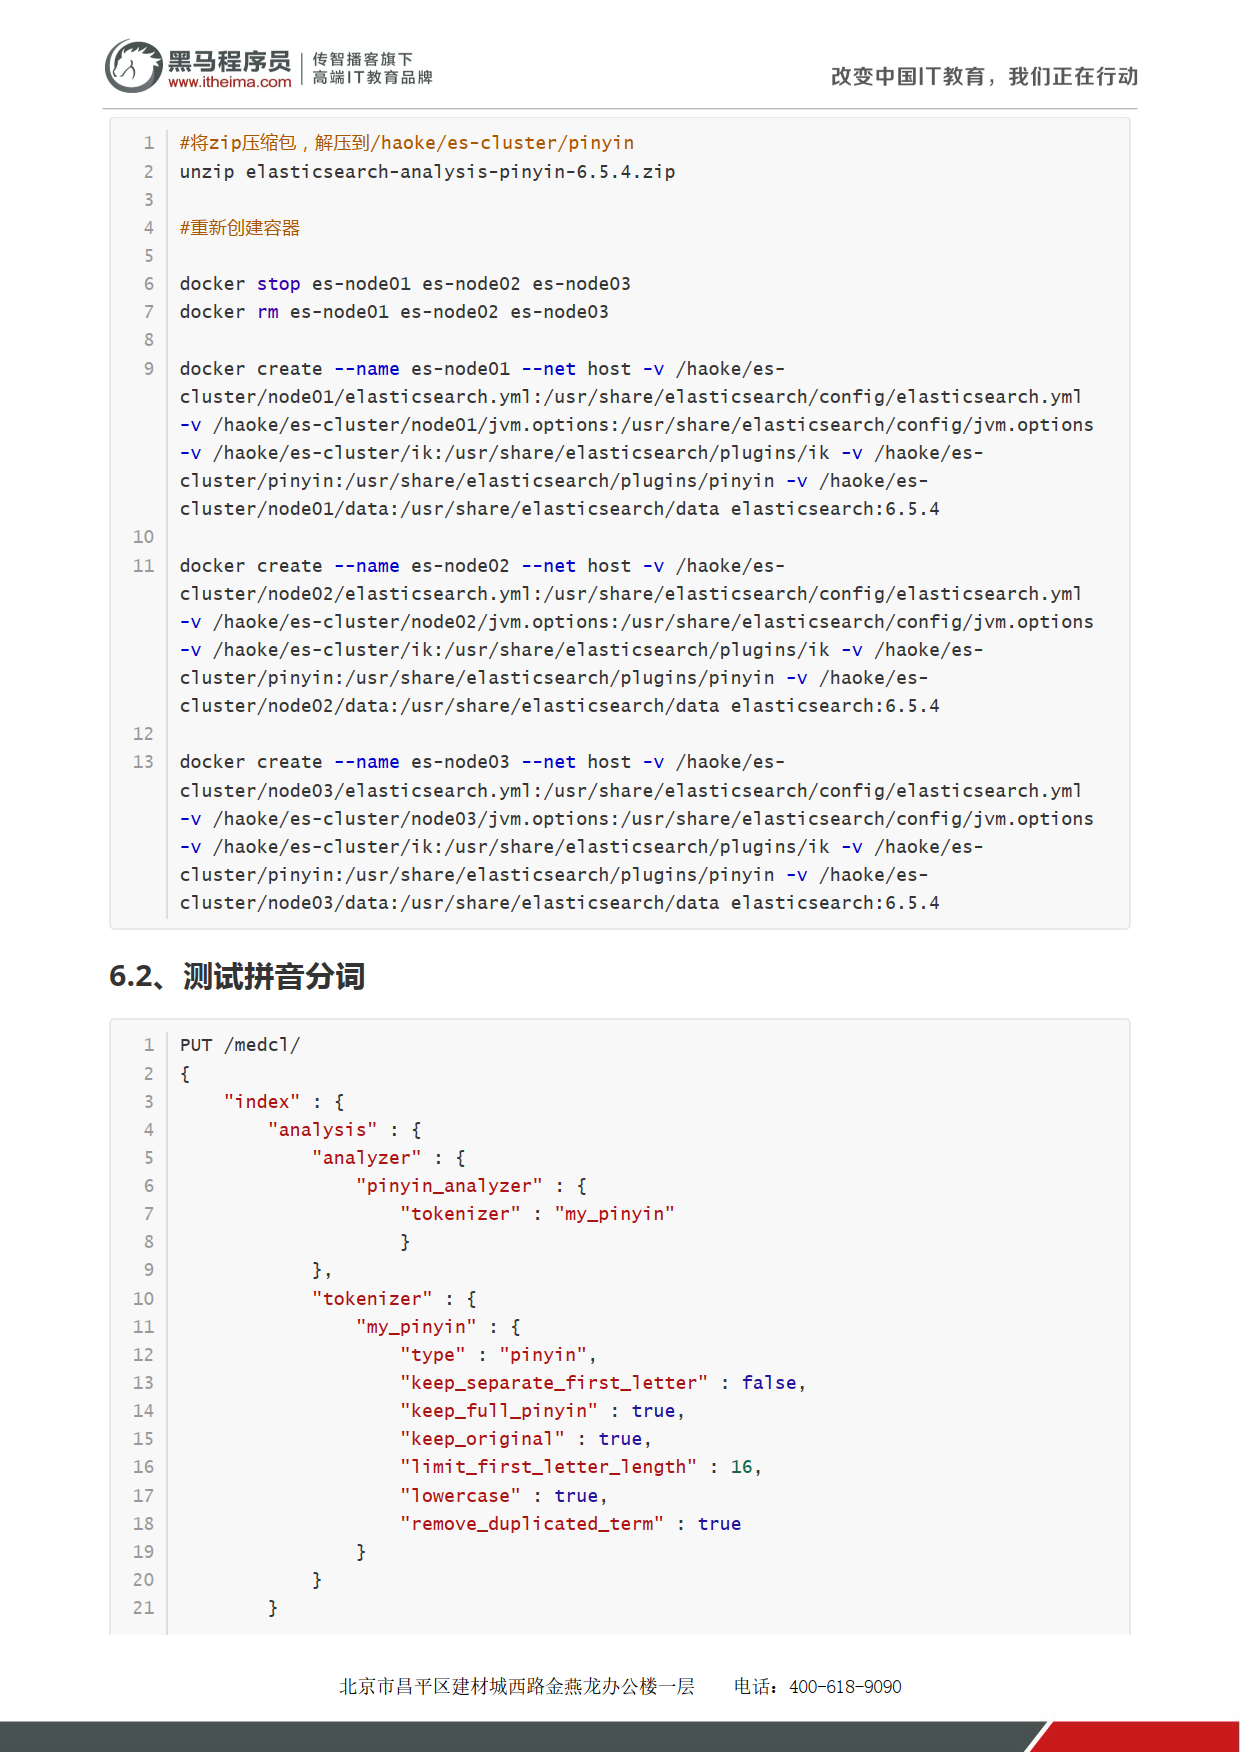 黑马程序员
www.itheima.com
传智播客旗下
高端IT教育品牌
改变中国IT教育，我们正在行动
1 #将zip压缩包，解压到/haoke/es-cluster/pinyin
2 unzip elasticsearch-analysis-pinyin-6.5.4.zip
3
4 #重新创建容器
5
6 docker stop es-node01 es-node02 es-node03
7 docker rm es-node01 es-node02 es-node03
8
9 docker create --name es-node01 --net host -v /haoke/es-
cluster/node01/elasticsearch.yml:/usr/share/elasticsearch/config/elasticsearch.yml
-v /haoke/es-cluster/node01/jvm.options:/usr/share/elasticsearch/config/jvm.options
-v /haoke/es-cluster/ik:/usr/share/elasticsearch/plugins/ik -v /haoke/es-
cluster/pinyin:/usr/share/elasticsearch/plugins/pinyin -v /haoke/es-
cluster/node01/data:/usr/share/elasticsearch/data elasticsearch:6.5.4
10
11 docker create --name es-node02 --net host -v /haoke/es-
cluster/node02/elasticsearch.yml:/usr/share/elasticsearch/config/elasticsearch.yml
-v /haoke/es-cluster/node02/jvm.options:/usr/share/elasticsearch/config/jvm.options
-v /haoke/es-cluster/ik:/usr/share/elasticsearch/plugins/ik -v /haoke/es-
cluster/pinyin:/usr/share/elasticsearch/plugins/pinyin -v /haoke/es-
cluster/node02/data:/usr/share/elasticsearch/data elasticsearch:6.5.4
12
13 docker create --name es-node03 --net host -v /haoke/es-
cluster/node03/elasticsearch.yml:/usr/share/elasticsearch/config/elasticsearch.yml
-v /haoke/es-cluster/node03/jvm.options:/usr/share/elasticsearch/config/jvm.options
-v /haoke/es-cluster/ik:/usr/share/elasticsearch/plugins/ik -v /haoke/es-
cluster/pinyin:/usr/share/elasticsearch/plugins/pinyin -v /haoke/es-
cluster/node03/data:/usr/share/elasticsearch/data elasticsearch:6.5.4
6.2、测试拼音分词
1 PUT /medcl/
2 {
3     "index" : {
4         "analysis" : {
5             "analyzer" : {
6                 "pinyin_analyzer" : {
7                     "tokenizer" : "my_pinyin"
8                     }
9             },
10             "tokenizer" : {
11                 "my_pinyin" : {
12                     "type" : "pinyin",
13                     "keep_separate_first_letter" : false,
14                     "keep_full_pinyin" : true,
15                     "keep_original" : true,
16                     "limit_first_letter_length" : 16,
17                     "lowercase" : true,
18                     "remove_duplicated_term" : true
19                 }
20             }
21         }
北京市昌平区建材城西路金燕龙办公楼一层    电话：400-618-9090